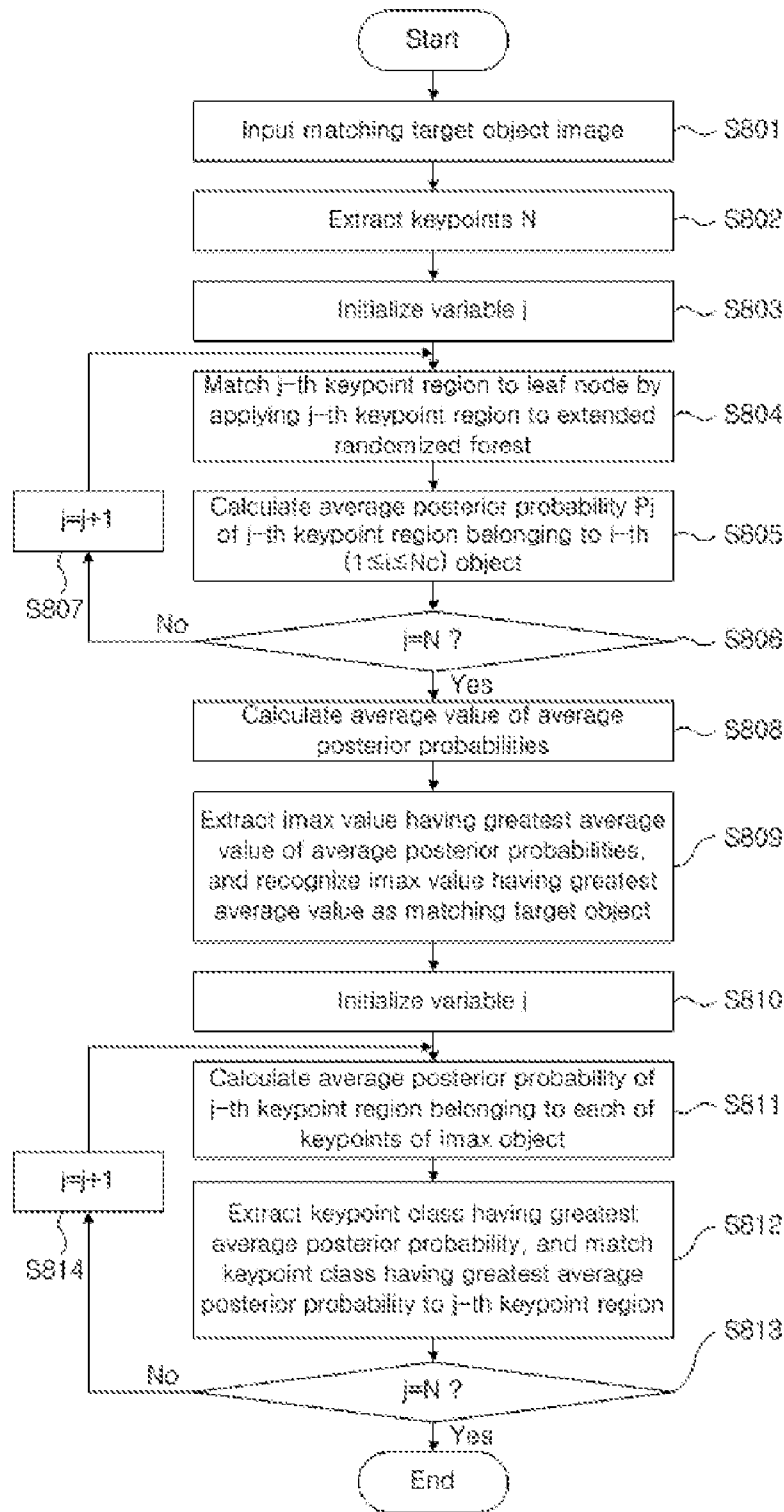 Start
Input matching target object image
S801
Extract keypoints N
S802
Initialize variable j
S803
Match j-th keypoint region to leaf node by
applying j-th keypoint region to extended
randomized forest
S804
Calculate average posterior probability Pj
of j-th keypoint region belonging to i-th
(1≤i≤Nc) object
S805
j=j+1
S807
No
j=N ?
S806
Yes
Calculate average value of average
posterior probabilities
S808
Extract imax value having greatest average
value of average posterior probabilities,
and recognize imax value having greatest
average value as matching target object
S809
Initialize variable j
S810
Calculate average posterior probability of
j-th keypoint region belonging to each of
keypoints of imax object
S811
j=j+1
S814
Extract keypoint class having greatest
average posterior probability, and match
keypoint class having greatest average
posterior probability to j-th keypoint region
S812
No
j=N ?
S813
Yes
End